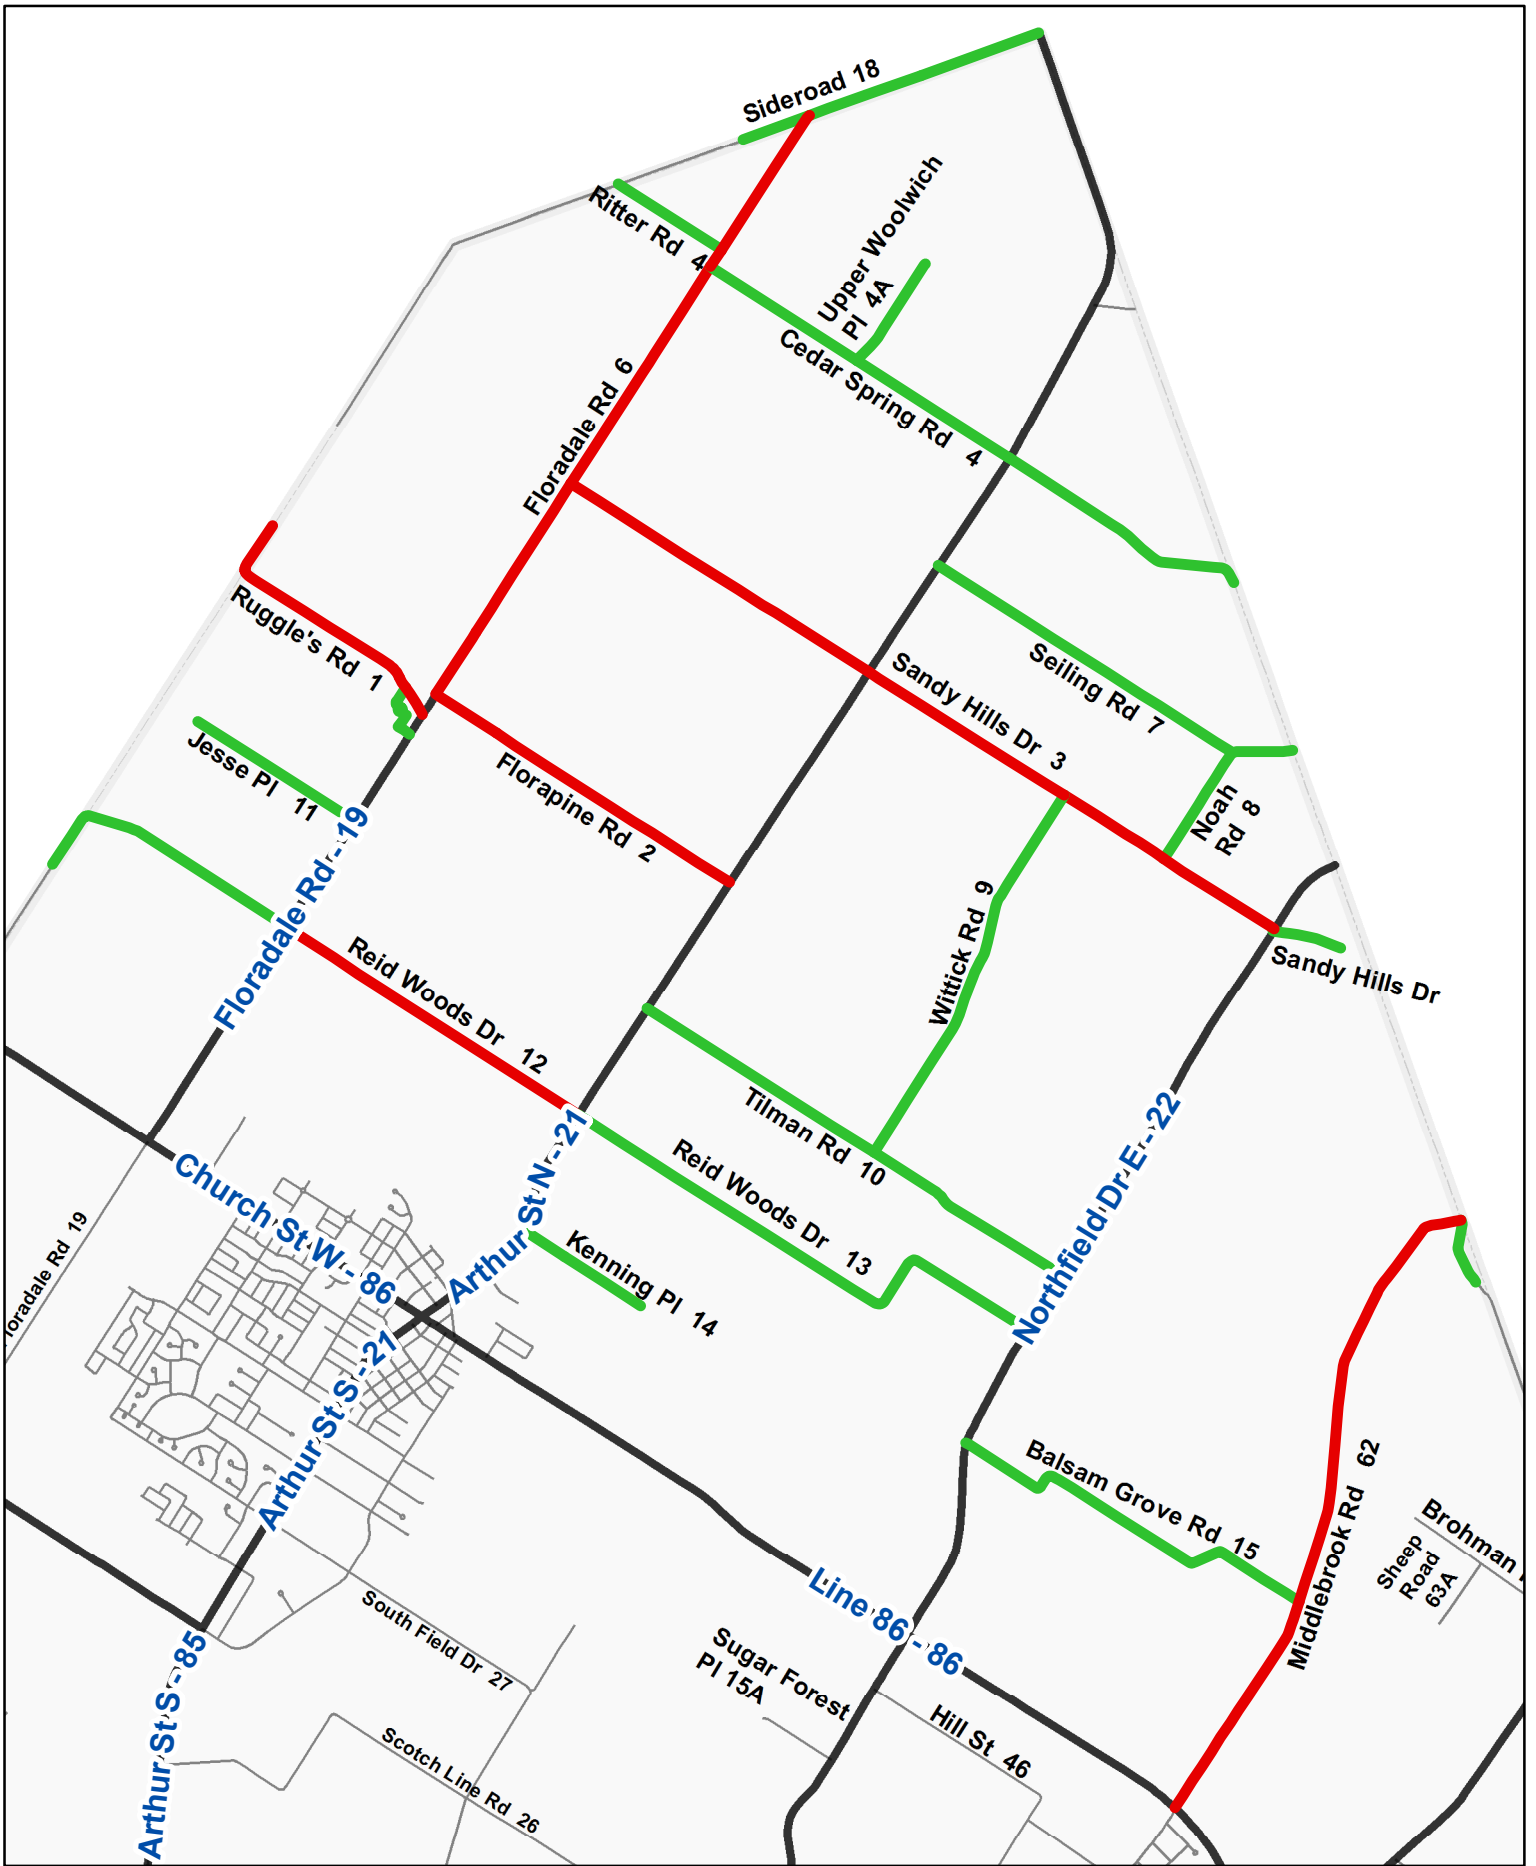 Sideroad 18
Ritter Rd 4
Upper Woolwich
Pl 4A
Cedar Spring Rd 4
Floradale Rd 6
Ruggle's Rd 1
Seiling Rd 7
Sandy Hills Dr 3
Jesse Pl 11
Florapine Rd 2
Noah
Rd 8
Floradale Rd - 19
Wittick Rd 9
Sandy Hills Dr
Reid Woods Dr 12
Tilman Rd 10
Northfield Dr E - 22
Arthur St N - 21
Church St W - 86
Reid Woods Dr 13
Kenning Pl 14
oradale Rd 19
Arthur St S - 21
Balsam Grove Rd 15
Middlebrook Rd 62
Brohman
Sheep
Road
63A
Line 86 - 86
South Field Dr 27
Sugar Forest
Pl 15A
Arthur St S - 85
Hill St 46
Scotch Line Rd 26